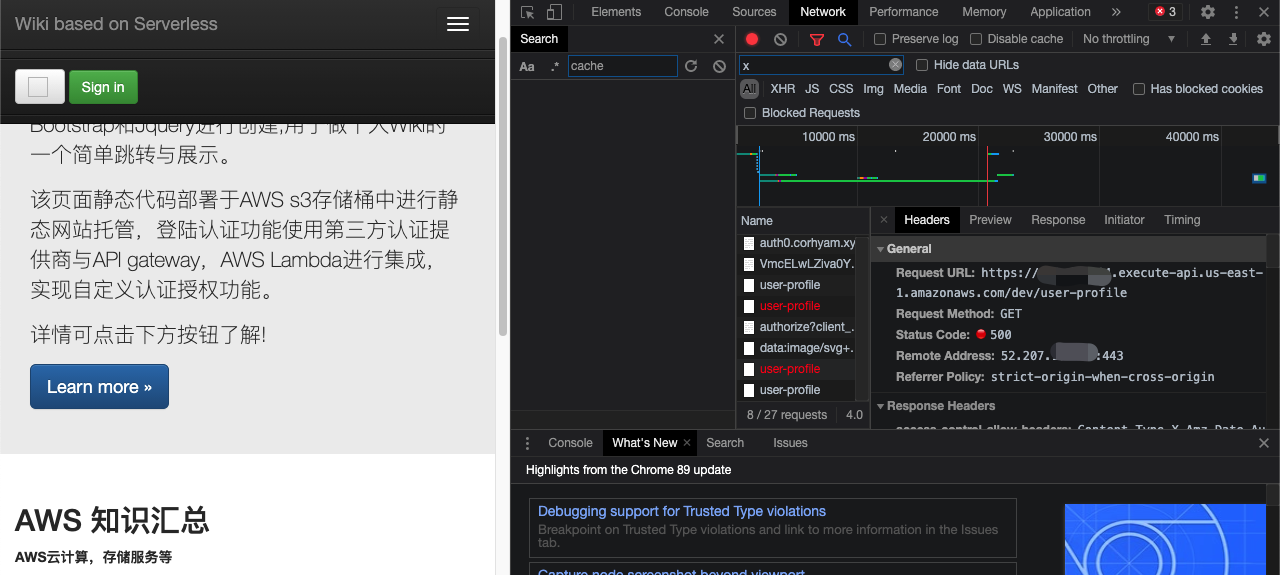 Wiki based on Serverless
Sign in
Bootstrap和Jquery进行创建,用于做个人Wiki的
一个简单跳转与展示。
该页面静态代码部署于AWS s3存储桶中进行静
态网站托管，登陆认证功能使用第三方认证提
供商与API gateway，AWS Lambda进行集成，
实现自定义认证授权功能。
详情可点击下方按钮了解!
Learn more »
AWS 知识汇总
AWS云计算，存储服务等
Elements Console Sources Network Performance Memory Application » 3
Search
Aa .* cache
Preserve log Disable cache No throttling
x Hide data URLs
All XHR JS CSS Img Media Font Doc WS Manifest Other Has blocked cookies
Blocked Requests
10000 ms 20000 ms 30000 ms 40000 ms
Name
auth0.corhyam.xy
VmcELwLZiva0Y.
user-profile
user-profile
authorize?client_.
data:image/svg+.
user-profile
user-profile
8 / 27 requests 4.0
Headers Preview Response Initiator Timing
General
Request URL: https:// .execute-api.us-east-
1.amazonaws.com/dev/user-profile
Request Method: GET
Status Code: 500
Remote Address: 52.207. :443
Referrer Policy: strict-origin-when-cross-origin
Response Headers
access-control-allow-headers: Content-Type,X-Amz-Date,Au
Console What's New Search Issues
Highlights from the Chrome 89 update
Debugging support for Trusted Type violations
Breakpoint on Trusted Type violations and link to more information in the Issues
tab.
Capture node screenshot beyond viewport